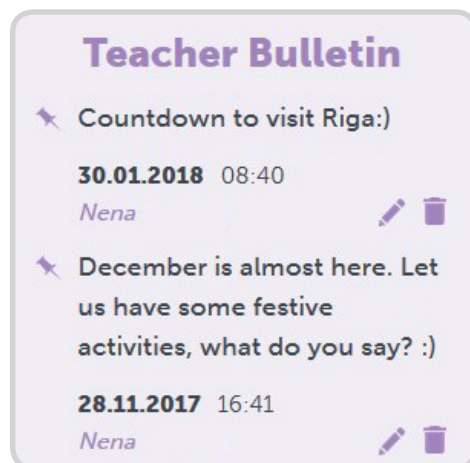 Teacher Bulletin
Countdown to visit Riga:)
30.01.2018 08:40
Nena
December is almost here. Let
us have some festive
activities, what do you say? :)
28.11.2017 16:41
Nena